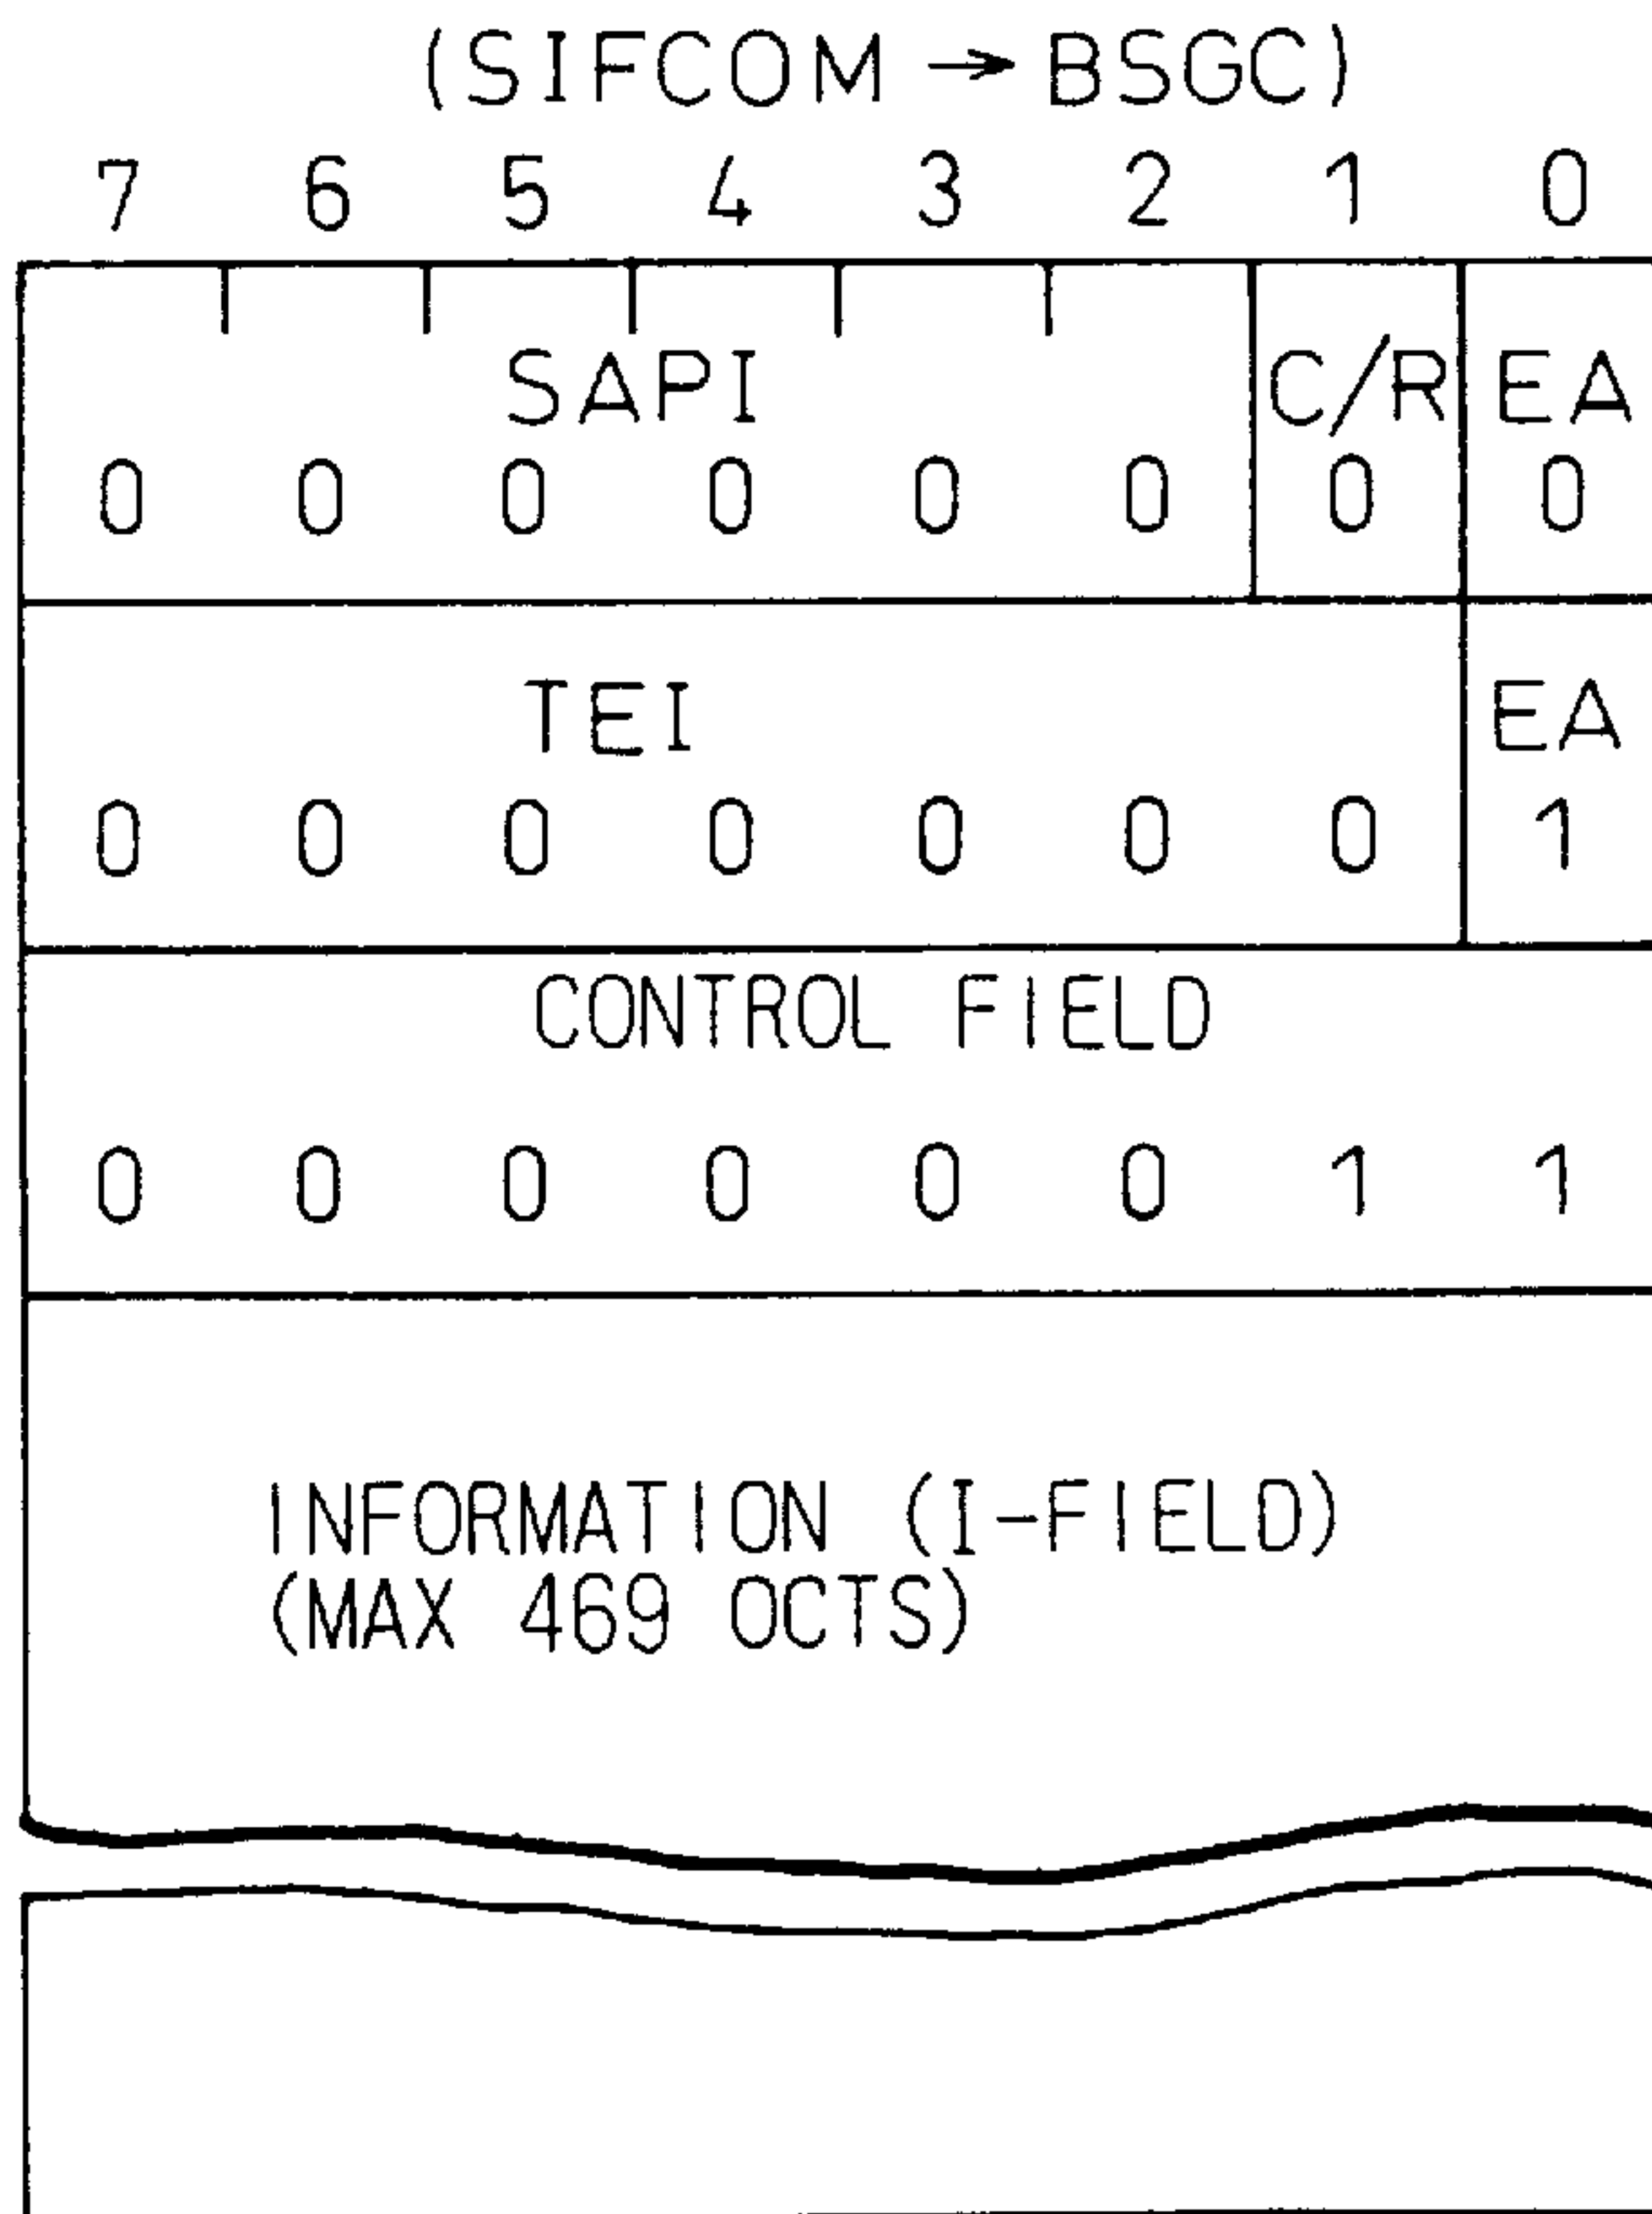 (SIFCOM → BSGC)
7 6 5 4 3 2 1 0
SAPI C/R EA
0 0 0 0 0 0 0 0
TEI EA
0 0 0 0 0 0 0 1
CONTROL FIELD
0 0 0 0 0 0 1 1
INFORMATION (I-FIELD)
(MAX 469 OCTS)